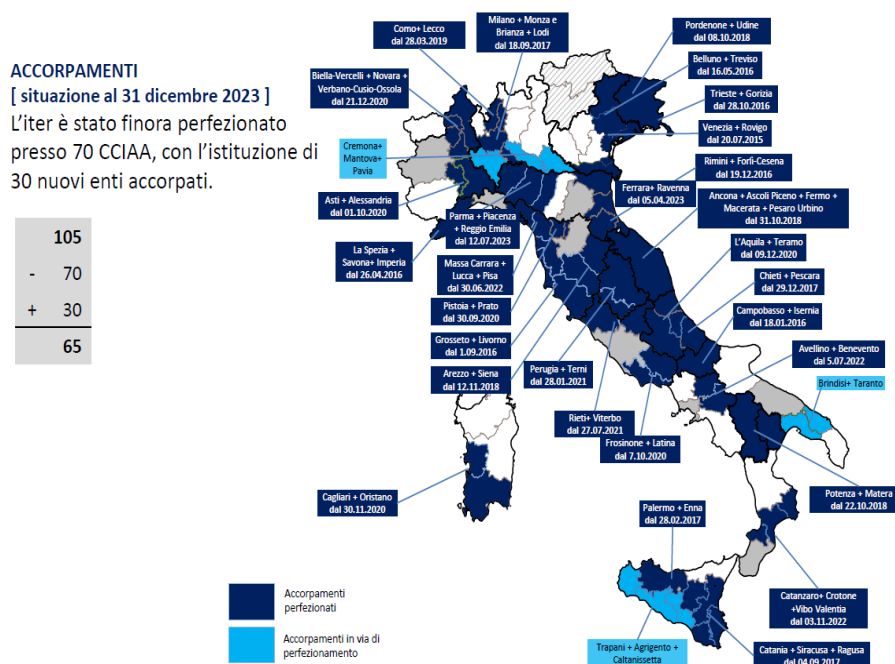 ACCORPAMENTI
[ situazione al 31 dicembre 2023 ]
L'iter è stato finora perfezionato
presso 70 CCIAA, con l'istituzione di
30 nuovi enti accorpati.
105
- 70
+ 30
65
Como+ Lecco
dal 28.03.2019
Milano + Monza e
Brianza + Lodi
dal 18.09.2017
Pordenone + Udine
dal 08.10.2018
Belluno + Treviso
dal 16.05.2016
Biella-Vercelli + Novara +
Verbano-Cusio-Ossola
dal 21.12.2020
Trieste + Gorizia
dal 28.10.2016
Venezia + Rovigo
dal 20.07.2015
Cremona+
Mantova+
Pavia
Rimini + Forlì-Cesena
dal 19.12.2016
Ferrara+ Ravenna
dal 05.04.2023
Asti + Alessandria
dal 01.10.2020
Parma + Piacenza
+ Reggio Emilia
dal 12.07.2023
Ancona + Ascoli Piceno + Fermo +
Macerata + Pesaro Urbino
dal 31.10.2018
La Spezia +
Savona+ Imperia
dal 26.04.2016
Massa Carrara +
Lucca + Pisa
dal 30.06.2022
L'Aquila + Teramo
dal 09.12.2020
Chieti + Pescara
dal 29.12.2017
Pistoia + Prato
dal 30.09.2020
Campobasso + Isernia
dal 18.01.2016
Grosseto + Livorno
dal 1.09.2016
Avellino + Benevento
dal 5.07.2022
Arezzo + Siena
dal 12.11.2018
Perugia + Terni
dal 28.01.2021
Brindisi+ Taranto
Rieti+ Viterbo
dal 27.07.2021
Frosinone + Latina
dal 7.10.2020
Cagliari + Oristano
dal 30.11.2020
Potenza + Matera
dal 22.10.2018
Palermo + Enna
dal 28.02.2017
Catanzaro+ Crotone
+Vibo Valentia
dal 03.11.2022
Trapani + Agrigento +
Caltanissetta
Catania + Siracusa + Ragusa
dal 04.09.2017
Accorpamenti
perfezionati
Accorpamenti in via di
perfezionamento